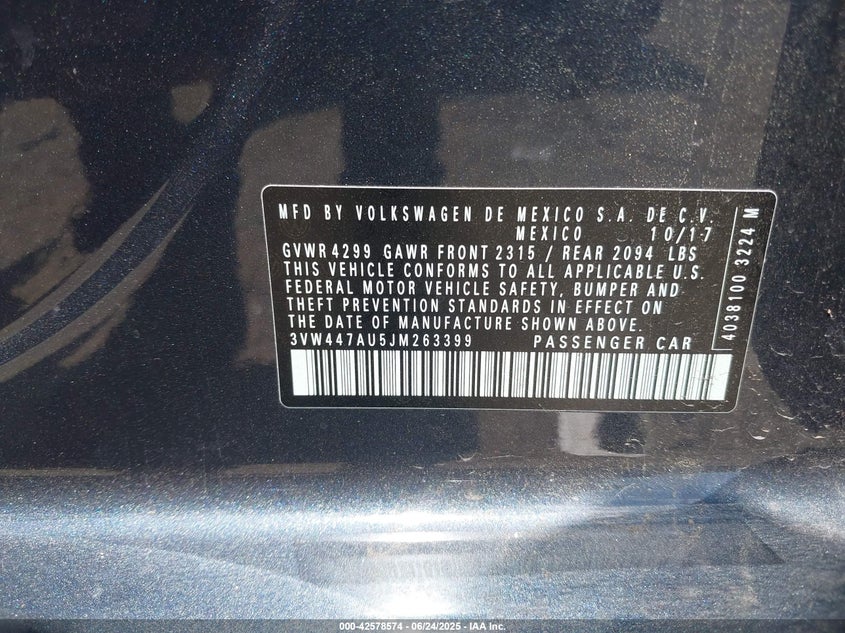 MFD BY VOLKSWAGEN DE MEXICO S.A. DE C.V.
MEXICO 10/17
GVWR 4299 GAWR FRONT 2315 / REAR 2094 LBS
THIS VEHICLE CONFORMS TO ALL APPLICABLE U.S.
FEDERAL MOTOR VEHICLE SAFETY, BUMPER AND
THEFT PREVENTION STANDARDS IN EFFECT ON
THE DATE OF MANUFACTURE SHOWN ABOVE.
3VW447AU5JM263399 PASSENGER CAR
4038100 3224 M
000-42578574 | 06/24/2025 - IAA Inc.